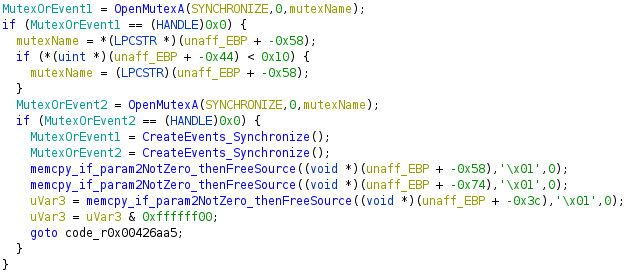 MutexOrEvent1 = OpenMutexA(SYNCHRONIZE,0,mutexName);
if (MutexOrEvent1 == (HANDLE)0x0) {
mutexName = *(LPCSTR *)(unaff_EBP + -0x58);
if (*(uint *)(unaff_EBP + -0x44) < 0x10) {
mutexName = (LPCSTR)(unaff_EBP + -0x58);
}
MutexOrEvent2 = OpenMutexA(SYNCHRONIZE,0,mutexName);
if (MutexOrEvent2 == (HANDLE)0x0) {
MutexOrEvent1 = CreateEvents_Synchronize();
MutexOrEvent2 = CreateEvents_Synchronize();
memcpy_if_param2NotZero_thenFreeSource((void *)(unaff_EBP + -0x58),'\x01',0);
memcpy_if_param2NotZero_thenFreeSource((void *)(unaff_EBP + -0x74),'\x01',0);
uVar3 = memcpy_if_param2NotZero_thenFreeSource((void *)(unaff_EBP + -0x3c),'\x01',0);
uVar3 = uVar3 & 0xffffff00;
goto code_r0x00426aa5;
}
}